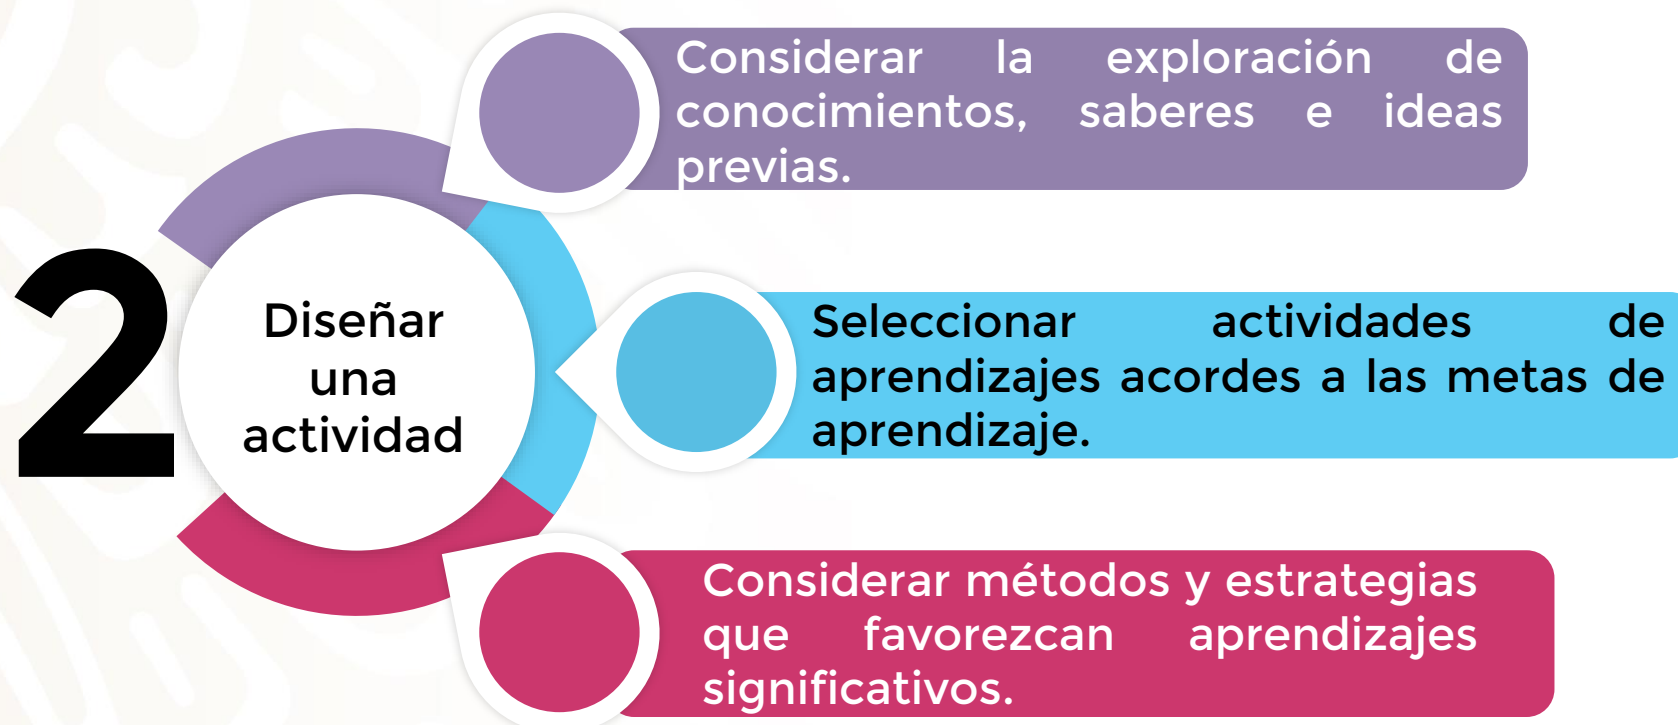 2
Diseñar
una
actividad
Considerar la exploración de
conocimientos, saberes e ideas
previas.
Seleccionar actividades de
aprendizajes acordes a las metas de
aprendizaje.
Considerar métodos y estrategias
que favorezcan aprendizajes
significativos.